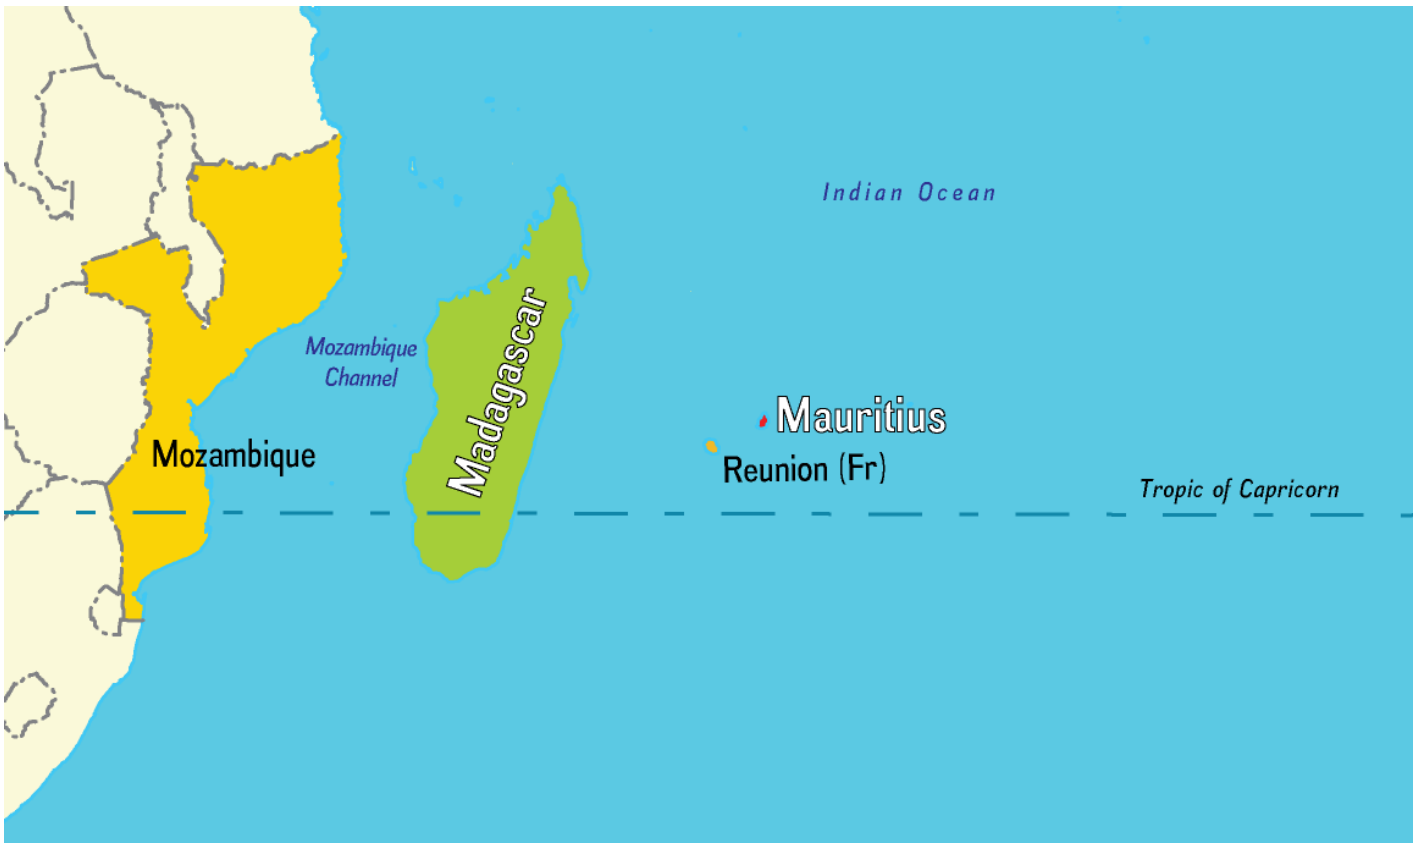 Indian Ocean
Mozambique
Channel
Madagascar
Mauritius
Mozambique
Reunion (Fr)
Tropic of Capricorn